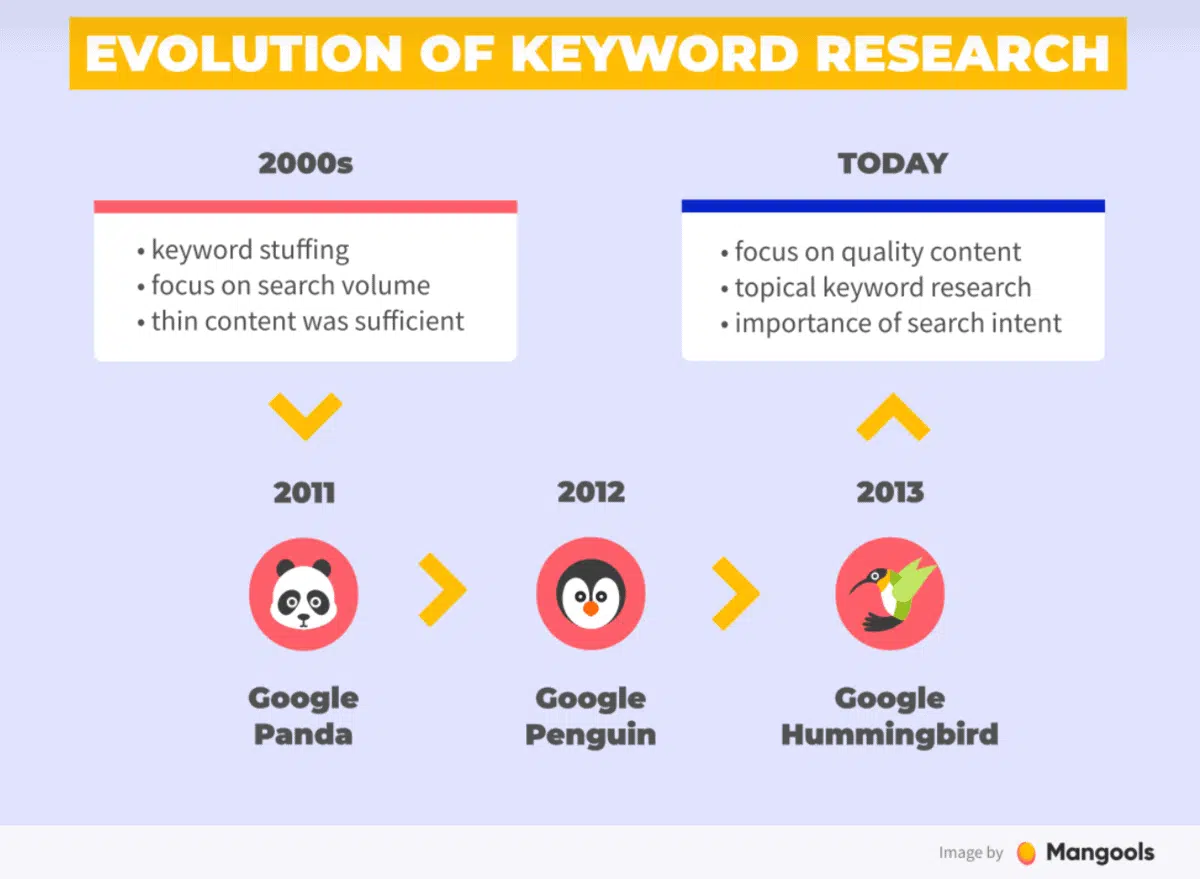 EVOLUTION OF KEYWORD RESEARCH
2000s
• keyword stuffing
• focus on search volume
• thin content was sufficient
TODAY
• focus on quality content
• topical keyword research
• importance of search intent
2011
Google
Panda
2012
Google
Penguin
2013
Google
Hummingbird
Image by Mangools